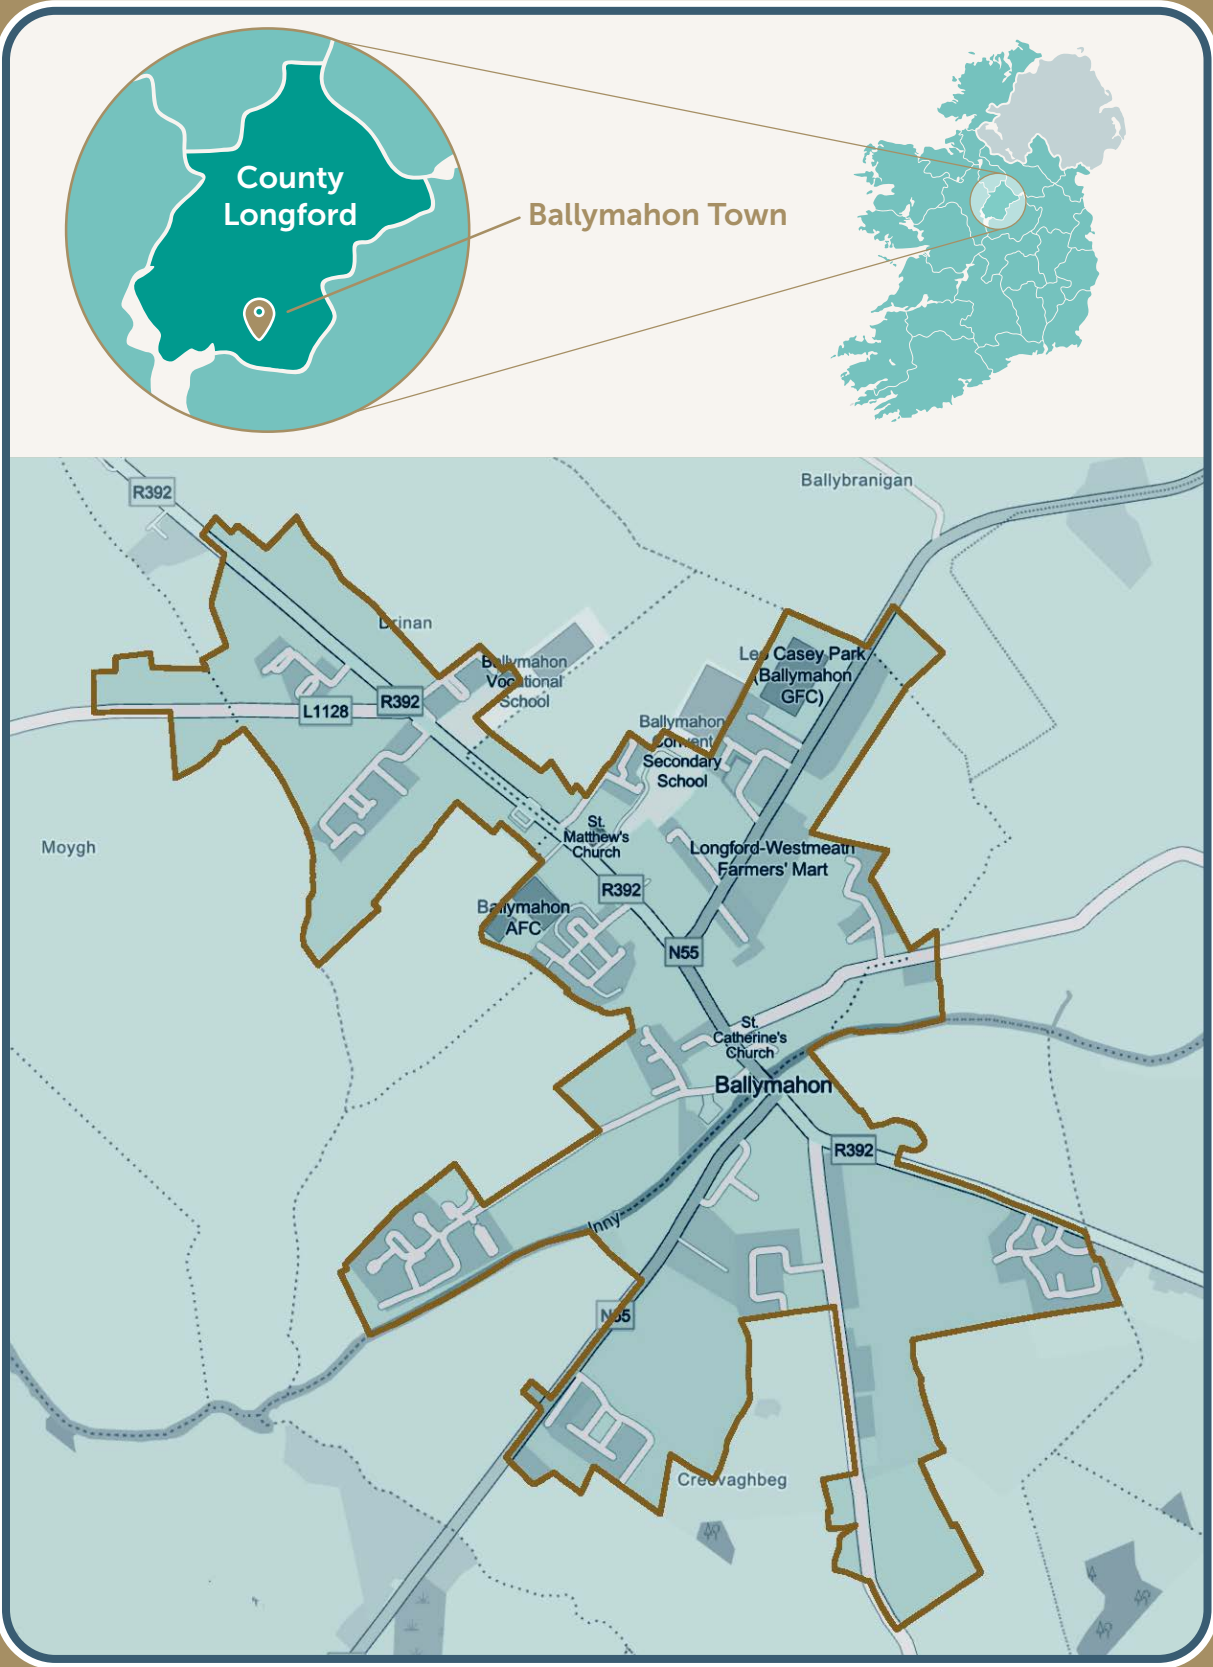 County
Longford
Ballymahon Town
R392
Ballybranigan
Drinan
Ballymahon
Vocational
School
Leo Casey Park
(Ballymahon
GFC)
R392
L1128
Ballymahon
Convent
Secondary
School
St.
Matthew's
Church
Moygh
Longford-Westmeath
Farmers' Mart
R392
Ballymahon
AFC
N55
St.
Catherine's
Church
Ballymahon
R392
Inny
N55
Creevaghbeg